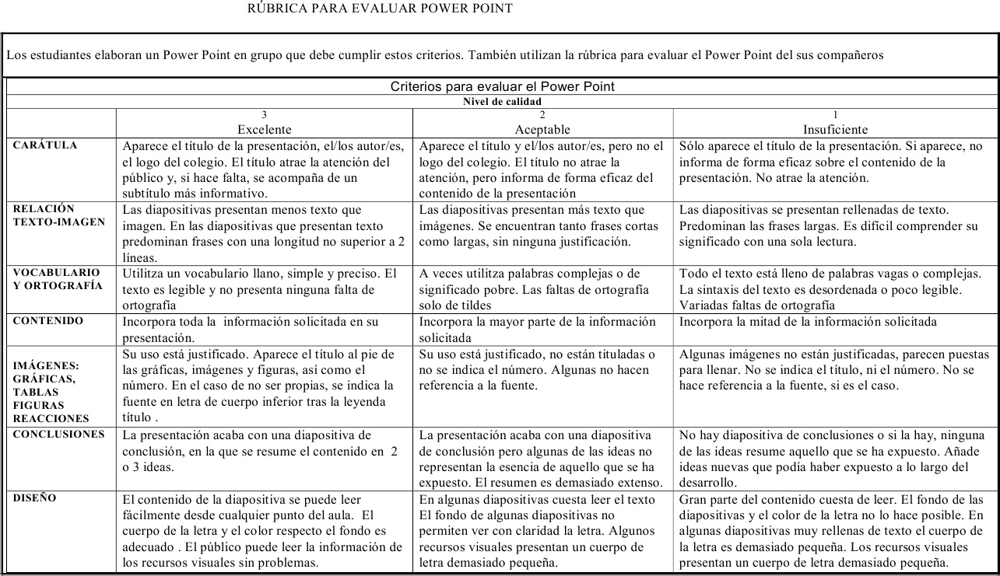 RÚBRICA PARA EVALUAR POWER POINT
Los estudiantes elaboran un Power Point en grupo que debe cumplir estos criterios. También utilizan la rúbrica para evaluar el Power Point del sus compañeros
Criterios para evaluar el Power Point
Nivel de calidad
3
Excelente
2
Aceptable
1
Insuficiente
CARÁTULA
Aparece el título de la presentación, el/los autor/es,
el logo del colegio. El título atrae la atención del
público y, si hace falta, se acompaña de un
subtítulo más informativo.
Aparece el título y el/los autor/es, pero no el
logo del colegio. El título no atrae la
atención, pero informa de forma eficaz del
contenido de la presentación
Sólo aparece el título de la presentación. Si aparece, no
informa de forma eficaz sobre el contenido de la
presentación. No atrae la atención.
RELACIÓN
TEXTO-IMAGEN
Las diapositivas presentan menos texto que
imagen. En las diapositivas que presentan texto
predominan frases con una longitud no superior a 2
líneas.
Las diapositivas presentan más texto que
imágenes. Se encuentran tanto frases cortas
como largas, sin ninguna justificación.
Las diapositivas se presentan rellenadas de texto.
Predominan las frases largas. Es difícil comprender su
significado con una sola lectura.
VOCABULARIO
Y ORTOGRAFÍA
Utilitza un vocabulario llano, simple y preciso. El
texto es legible y no presenta ninguna falta de
ortografía
A veces utilitza palabras complejas o de
significado pobre. Las faltas de ortografía
solo de tildes
Todo el texto está lleno de palabras vagas o complejas.
La sintaxis del texto es desordenada o poco legible.
Variadas faltas de ortografía
CONTENIDO
Incorpora toda la información solicitada en su
presentación.
Incorpora la mayor parte de la información
solicitada
Incorpora la mitad de la información solicitada
IMÁGENES:
GRÁFICAS,
TABLAS
FIGURAS
REACCIONES
Su uso está justificado. Aparece el título al pie de
las gráficas, imágenes y figuras, así como el
número. En el caso de no ser propias, se indica la
fuente en letra de cuerpo inferior tras la leyenda
título .
Su uso está justificado, no están tituladas o
no se indica el número. Algunas no hacen
referencia a la fuente.
Algunas imágenes no están justificadas, parecen puestas
para llenar. No se indica el título, ni el número. No se
hace referencia a la fuente, si es el caso.
CONCLUSIONES
La presentación acaba con una diapositiva de
conclusión, en la que se resume el contenido en 2
o 3 ideas.
La presentación acaba con una diapositiva
de conclusión pero algunas de las ideas no
representan la esencia de aquello que se ha
expuesto. El resumen es demasiado extenso.
No hay diapositiva de conclusiones o si la hay, ninguna
de las ideas resume aquello que se ha expuesto. Añade
ideas nuevas que podía haber expuesto a lo largo del
desarrollo.
DISEÑO
El contenido de la diapositiva se puede leer
fácilmente desde cualquier punto del aula. El
cuerpo de la letra y el color respecto el fondo es
adecuado . El público puede leer la información de
los recursos visuales sin problemas.
En algunas diapositivas cuesta leer el texto
El fondo de algunas diapositivas no
permiten ver con claridad la letra. Algunos
recursos visuales presentan un cuerpo de
letra demasiado pequeña.
Gran parte del contenido cuesta de leer. El fondo de las
diapositivas y el color de la letra no lo hace posible. En
algunas diapositivas muy rellenas de texto el cuerpo de
la letra es demasiado pequeña. Los recursos visuales
presentan un cuerpo de letra demasiado pequeña.